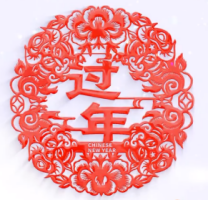 过
年
CHINESE
NEW YEAR